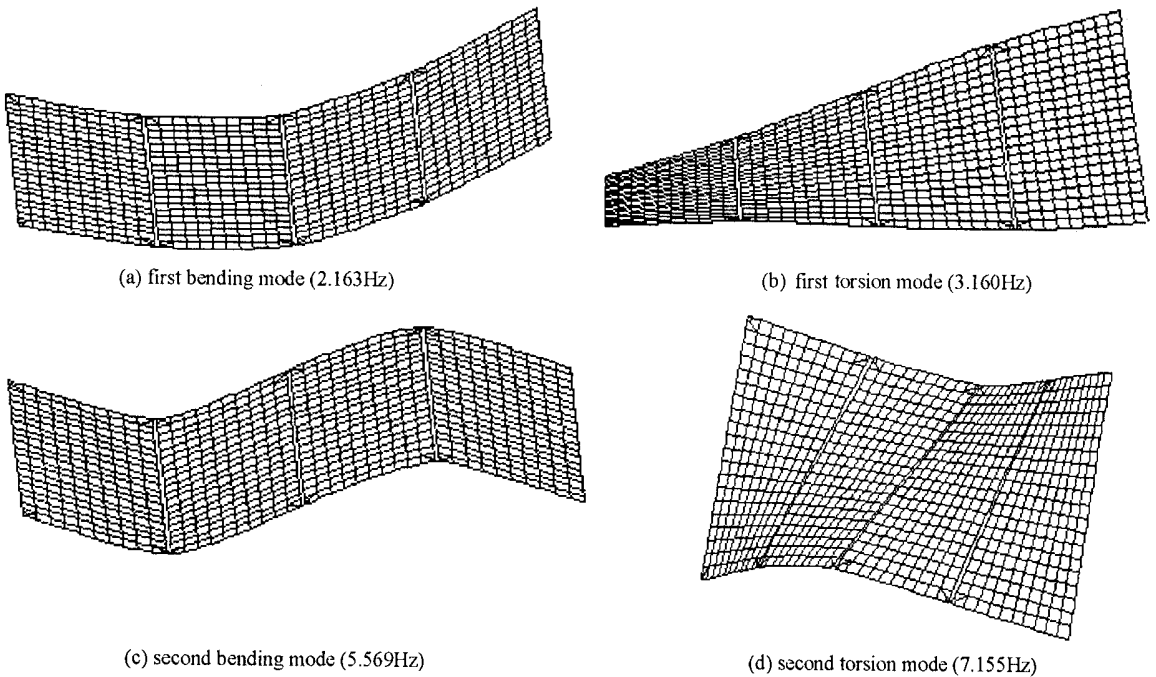 (a) first bending mode (2.163Hz)
(b) first torsion mode (3.160Hz)
(c) second bending mode (5.569Hz)
(d) second torsion mode (7.155Hz)